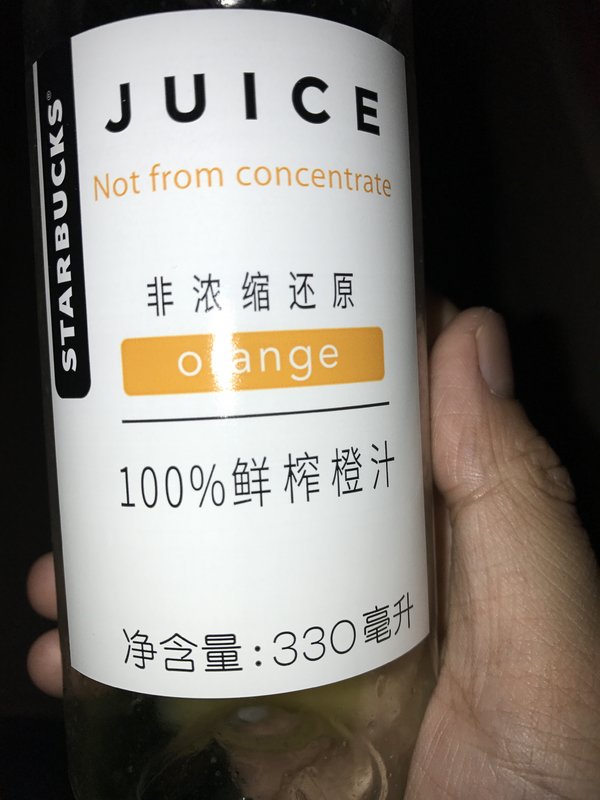 STARBUCKS®
JUICE
Not from concentrate
非浓缩还原
orange
100%鲜榨橙汁
净含量:330毫升